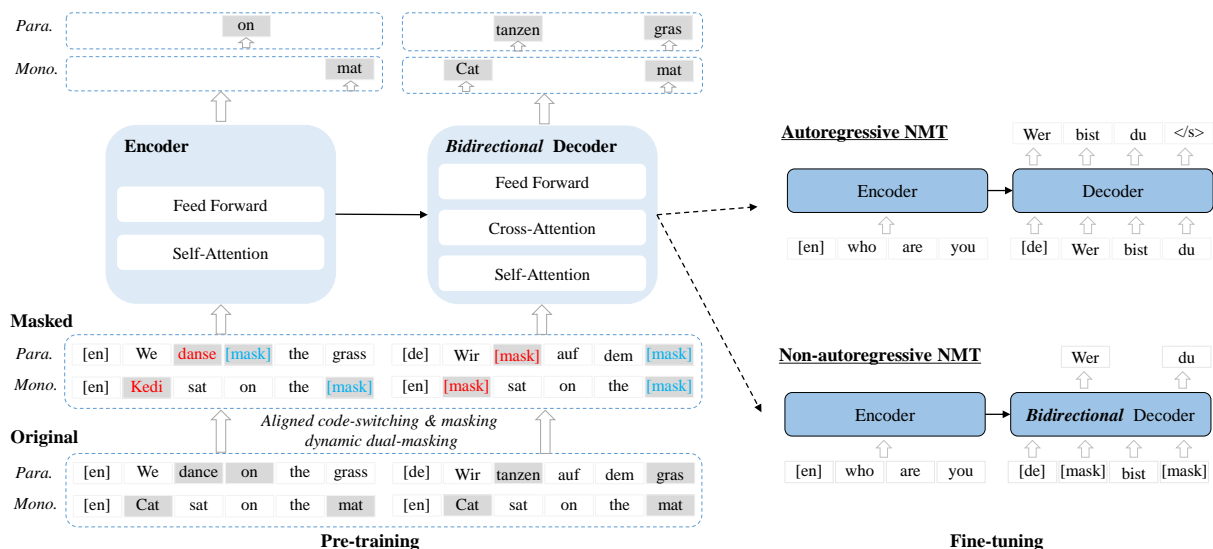 Para. on tanzen gras
Mono. mat Cat mat
Encoder
Feed Forward
Self-Attention
Bidirectional Decoder
Feed Forward
Cross-Attention
Self-Attention
Masked
Para. [en] We danse [mask] the grass [de] Wir [mask] auf dem [mask]
Mono. [en] Kedi sat on the [mask] [en] [mask] sat on the [mask]
Aligned code-switching & masking
dynamic dual-masking
Original
Para. [en] We dance on the grass [de] Wir tanzen auf dem gras
Mono. [en] Cat sat on the mat [en] Cat sat on the mat
Pre-training
Autoregressive NMT
Wer bist du </s>
Encoder Decoder
[en] who are you [de] Wer bist du
Non-autoregressive NMT
Wer du
Encoder Bidirectional Decoder
[en] who are you [de] [mask] bist [mask]
Fine-tuning